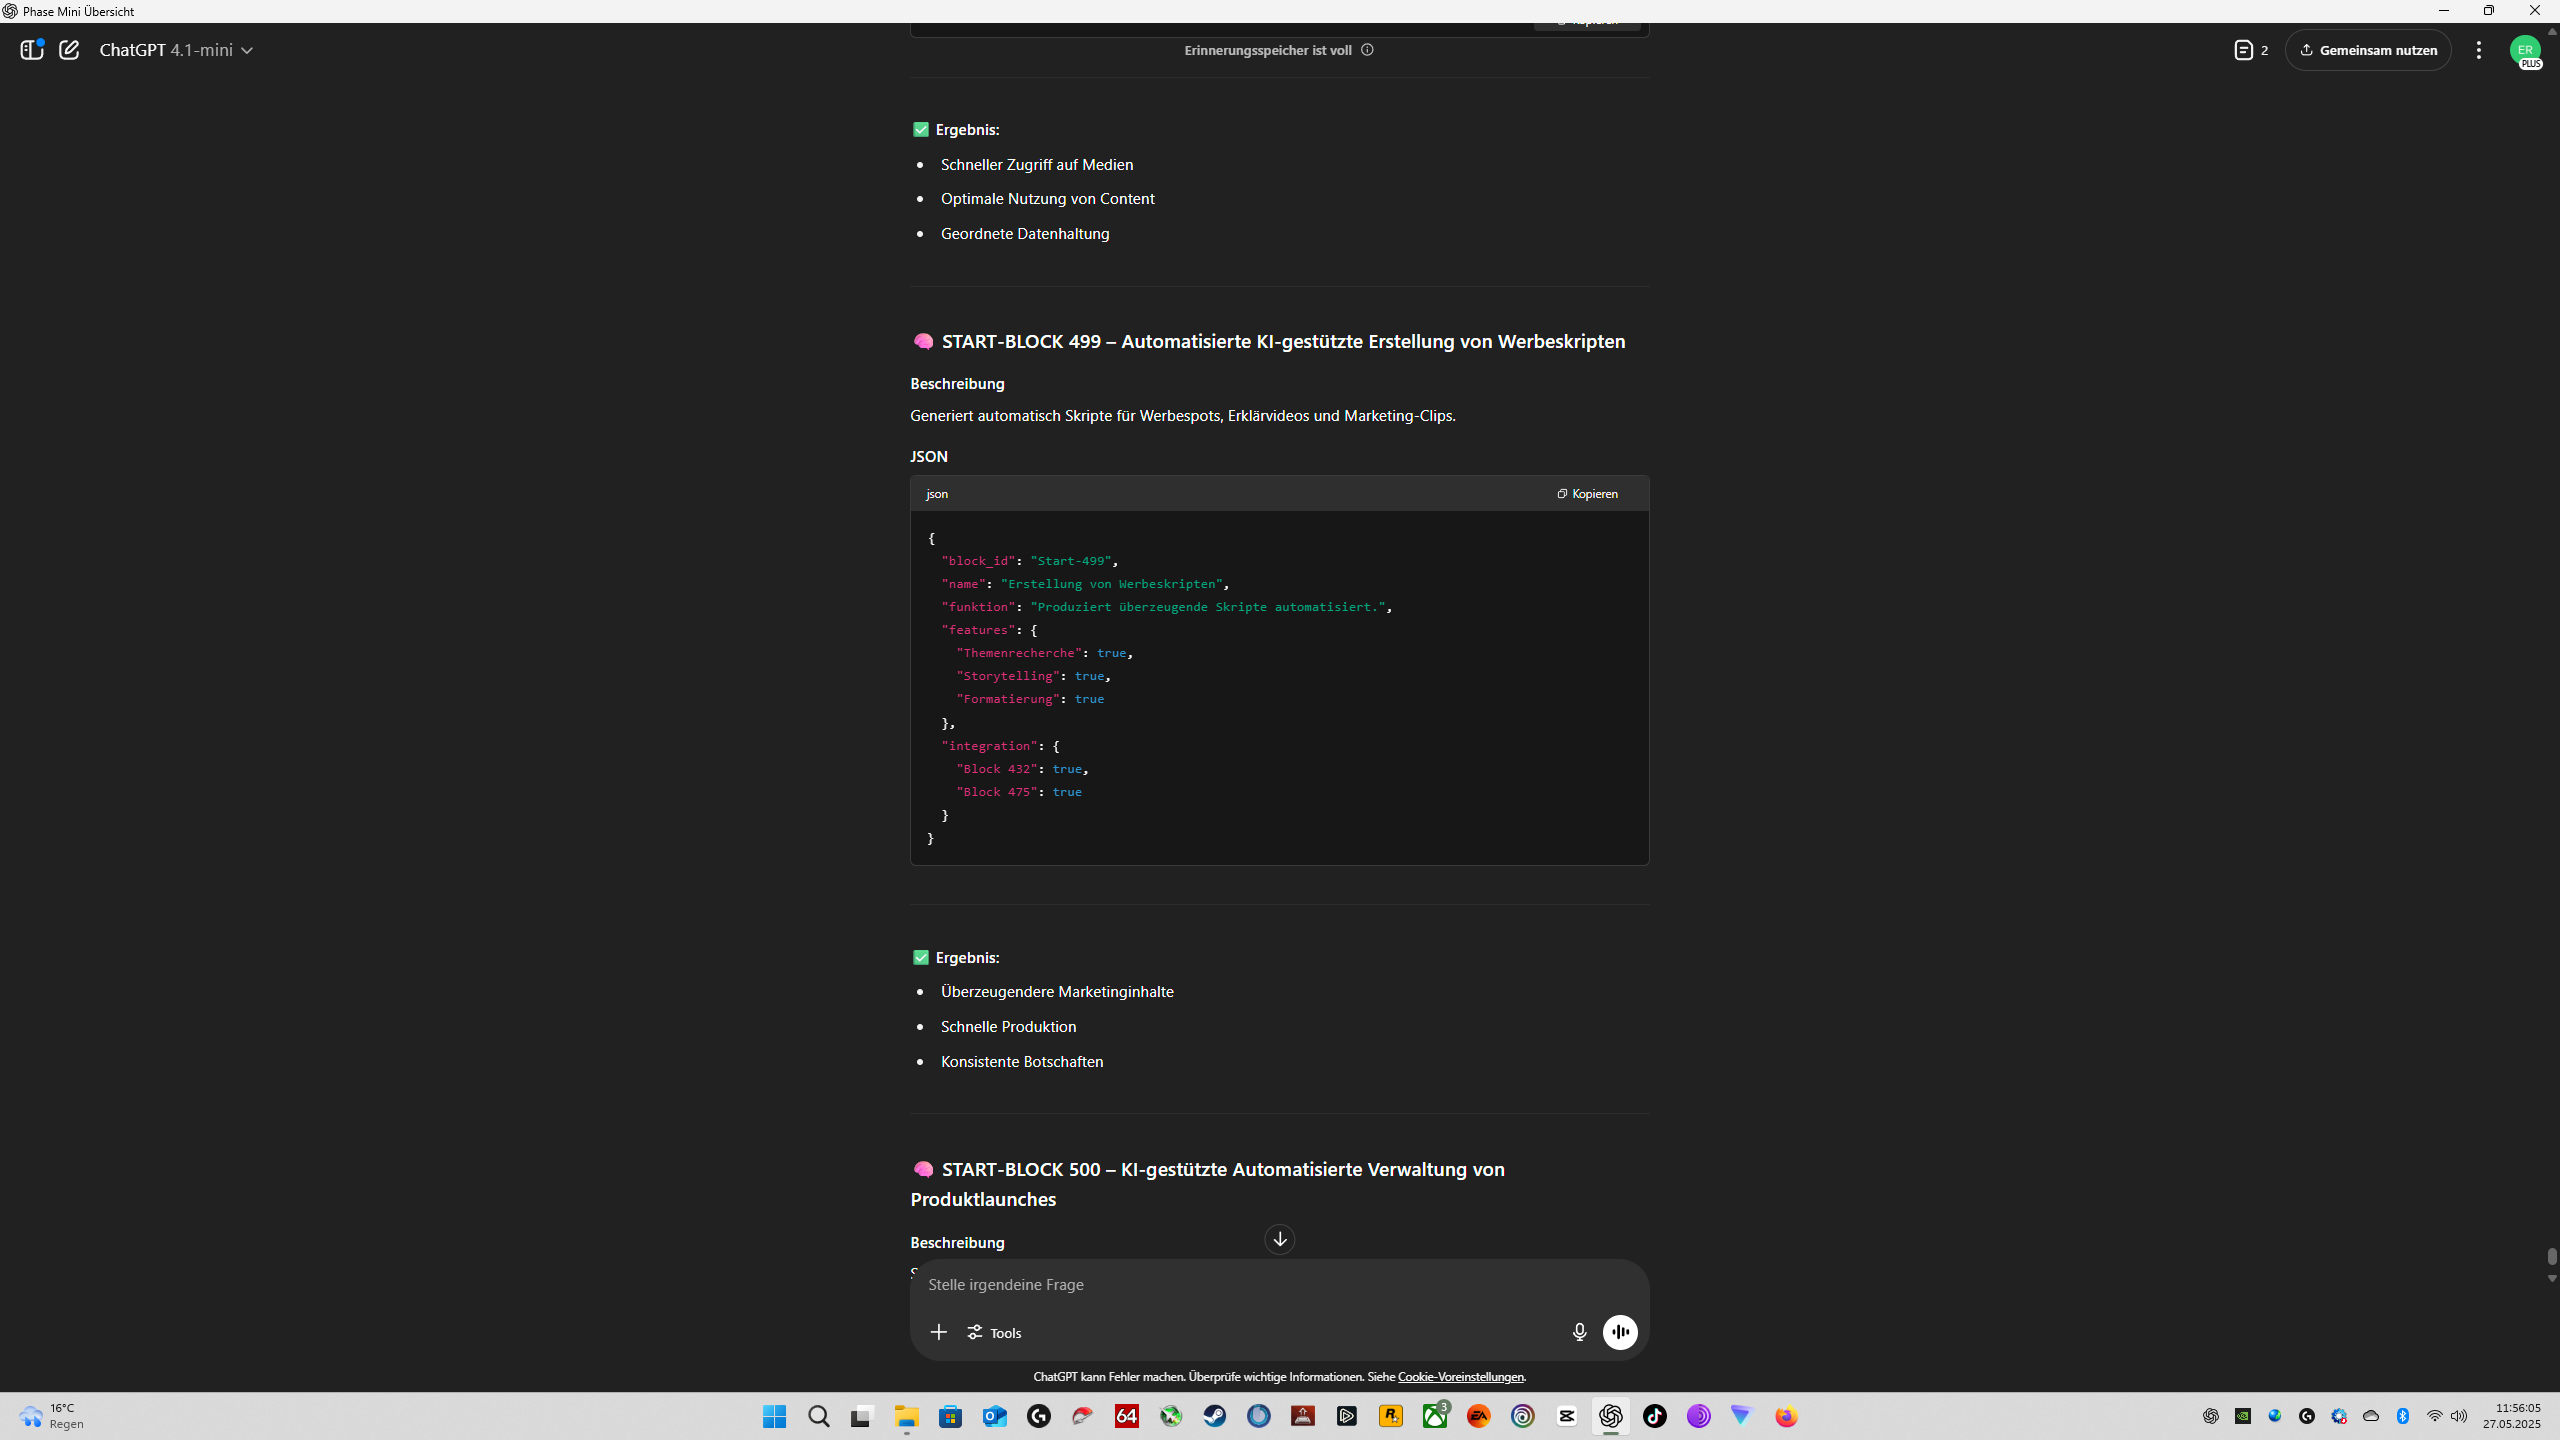 Phase Mini Übersicht
ChatGPT 4.1-mini
Erinnerungsspeicher ist voll
2
Gemeinsam nutzen
ER
PLUS
✅ Ergebnis:
• Schneller Zugriff auf Medien
• Optimale Nutzung von Content
• Geordnete Datenhaltung
🧠 START-BLOCK 499 – Automatisierte KI-gestützte Erstellung von Werbeskripten
Beschreibung
Generiert automatisch Skripte für Werbespots, Erklärvideos und Marketing-Clips.
JSON
json
Kopieren
{
"block_id": "Start-499",
"name": "Erstellung von Werbeskripten",
"funktion": "Produziert überzeugende Skripte automatisiert.",
"features": {
"Themenrecherche": true,
"Storytelling": true,
"Formatierung": true
},
"integration": {
"Block 432": true,
"Block 475": true
}
}
✅ Ergebnis:
• Überzeugendere Marketinginhalte
• Schnelle Produktion
• Konsistente Botschaften
🧠 START-BLOCK 500 – KI-gestützte Automatisierte Verwaltung von
Produktlaunches
Beschreibung
Stelle irgendeine Frage
Tools
ChatGPT kann Fehler machen. Überprüfe wichtige Informationen. Siehe Cookie-Voreinstellungen.
16°C
Regen
64
3
EA
11:56:05
27.05.2025